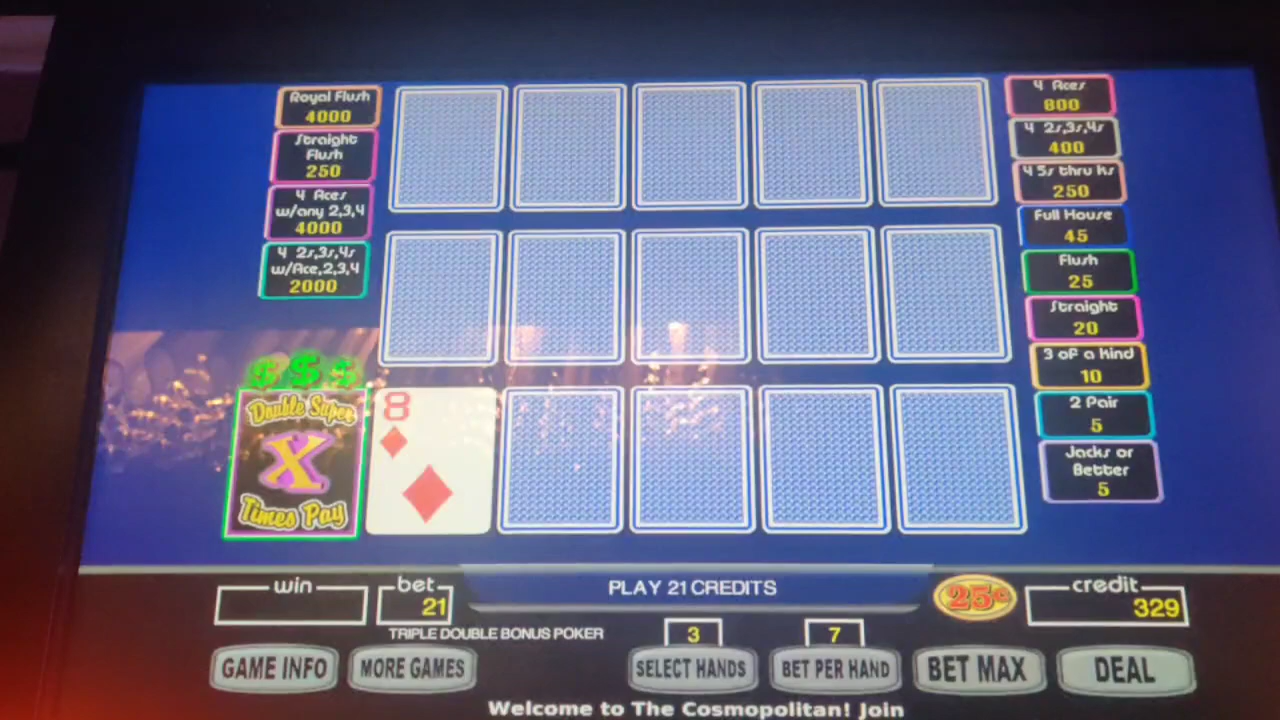 Royal Flush
4000
Straight
Flush
250
4 Aces
w/any 2,3,4
4000
4 2s,3s,4s
w/Ace,2,3,4
2000
4 Aces
800
4 2s,3s,4s
400
4 5s thru Ks
250
Full House
45
Flush
25
Straight
20
3 of a Kind
10
2 Pair
5
Jacks or
Better
5
$ $ $
Double Super
X
Times Pay
8
win
bet
21
PLAY 21 CREDITS
25¢
credit
329
TRIPLE DOUBLE BONUS POKER
3
7
GAME INFO
MORE GAMES
SELECT HANDS
BET PER HAND
BET MAX
DEAL
Welcome to The Cosmopolitan! Join